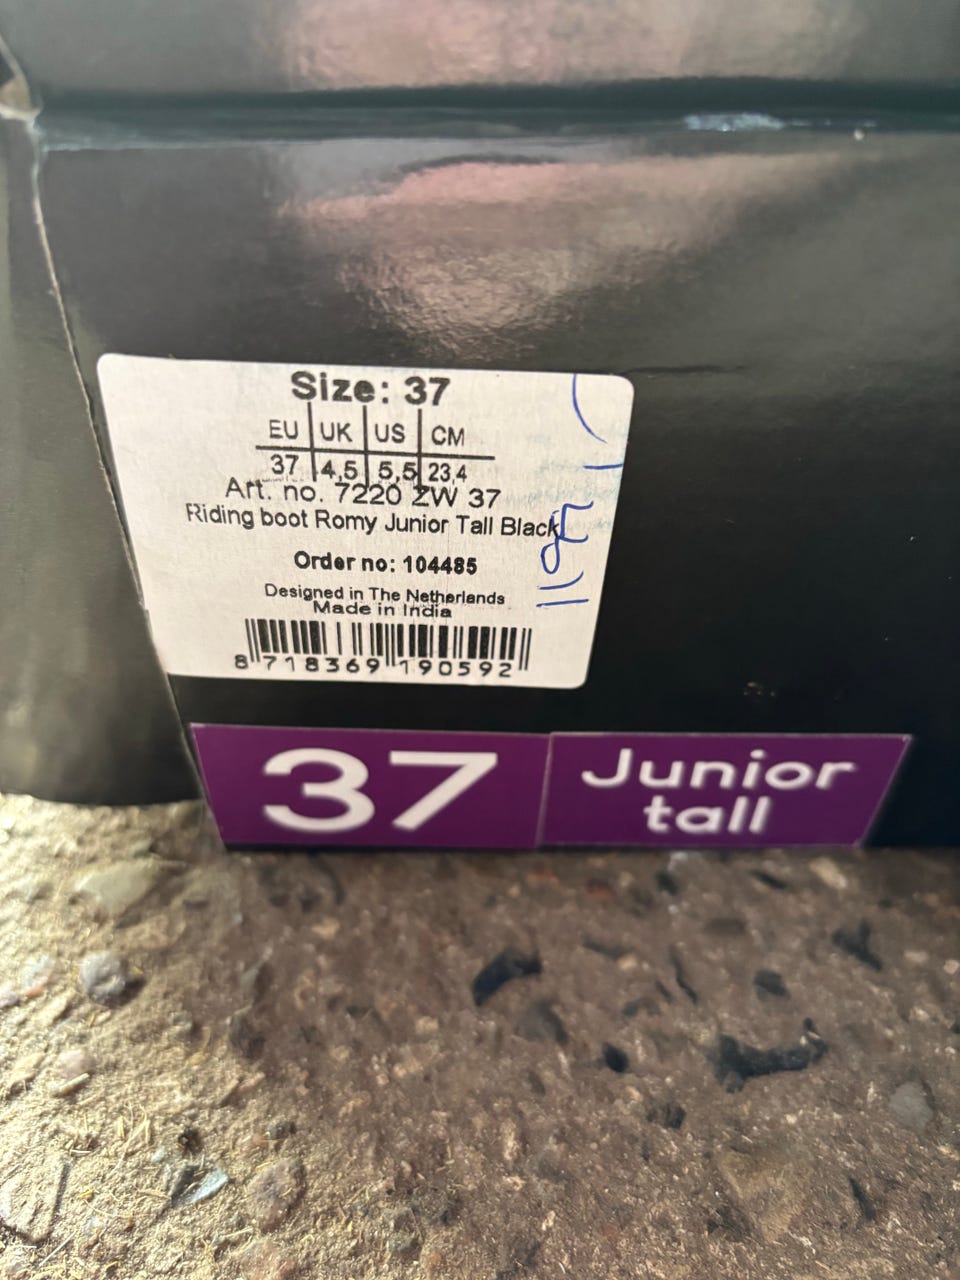 Size: 37
EU UK US CM
37 4,5 5,5 23,4
Art. no. 7220 ZW 37
Riding boot Romy Junior Tall Black
Order no: 104485
Designed in The Netherlands
Made in India
8 718369 190592
37
Junior
tall